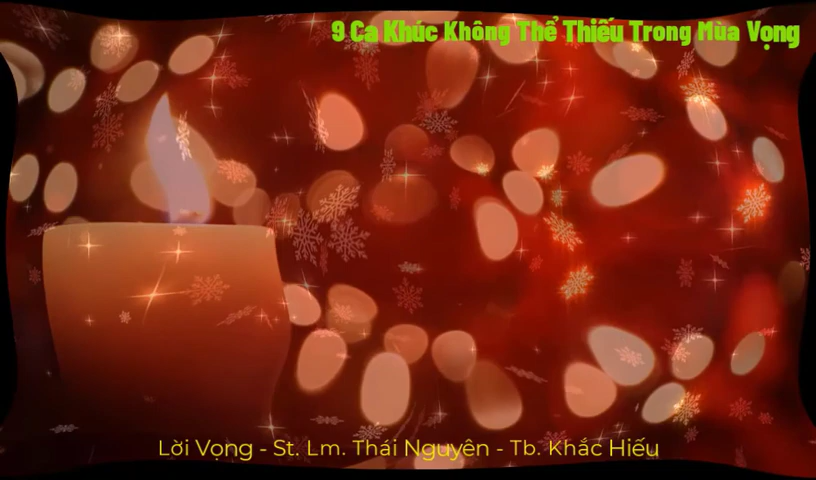 9 Ca Khúc Không Thể Thiếu Trong Mùa Vọng
Lời Vọng - St. Lm. Thái Nguyên - Tb. Khắc Hiếu